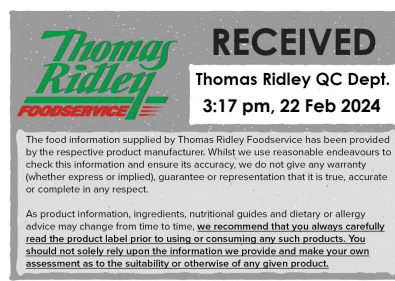 Thomas
Ridley
FOODSERVICE
RECEIVED
Thomas Ridley QC Dept.
3:17 pm, 22 Feb 2024
The food information supplied by Thomas Ridley Foodservice has been provided
by the respective product manufacturer. Whilst we use reasonable endeavours to
check this information and ensure its accuracy, we do not give any warranty
(whether express or implied), guarantee or representation that it is true, accurate
or complete in any respect.
As product information, ingredients, nutritional guides and dietary or allergy
advice may change from time to time, we recommend that you always carefully
read the product label prior to using or consuming any such products. You
should not solely rely upon the information we provide and make your own
assessment as to the suitability or otherwise of any given product.